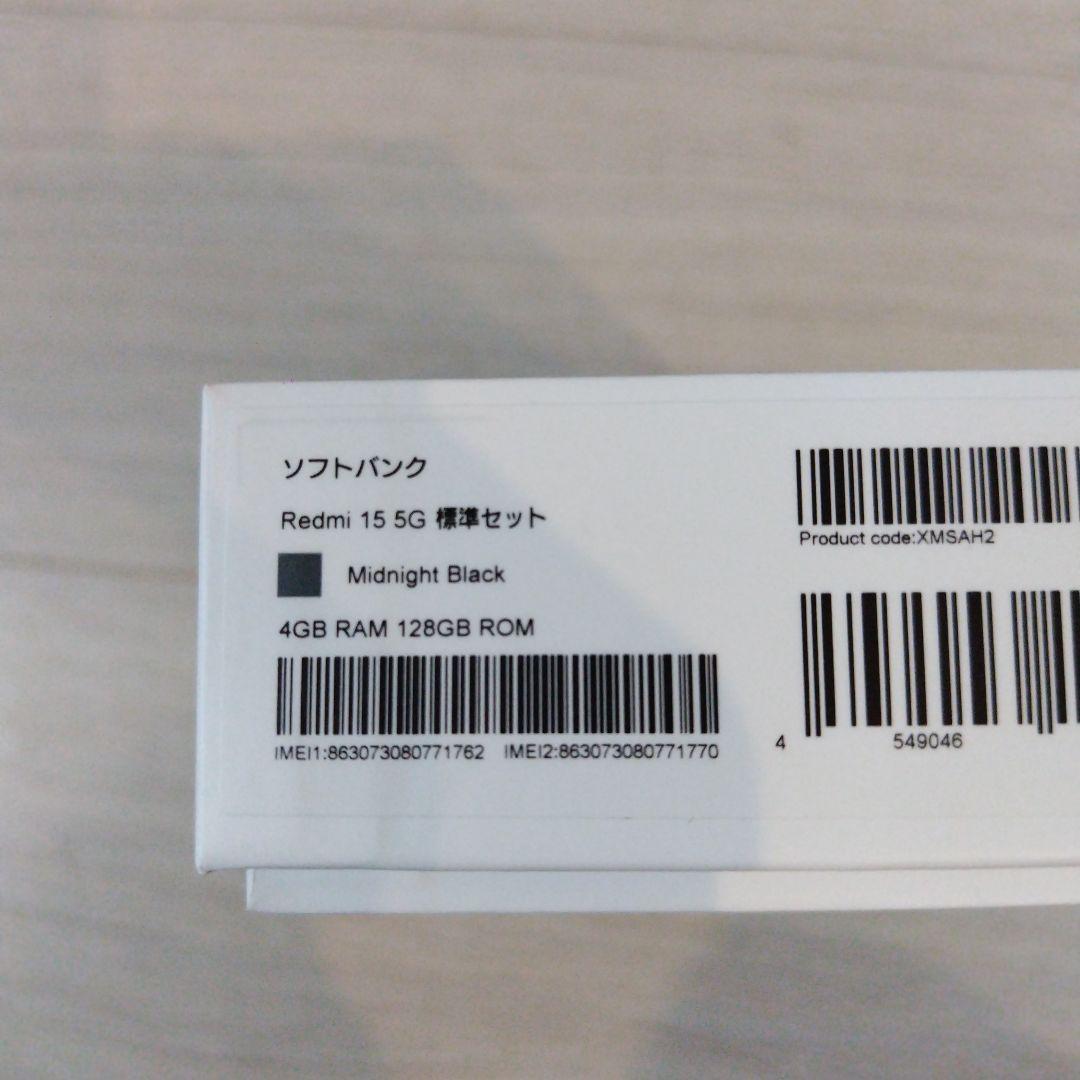 ソフトバンク
Redmi 15 5G 標準セット
Midnight Black
4GB RAM 128GB ROM
IMEI1:863073080771762 IMEI2:863073080771770
Product code:XMSAH2
4 549046